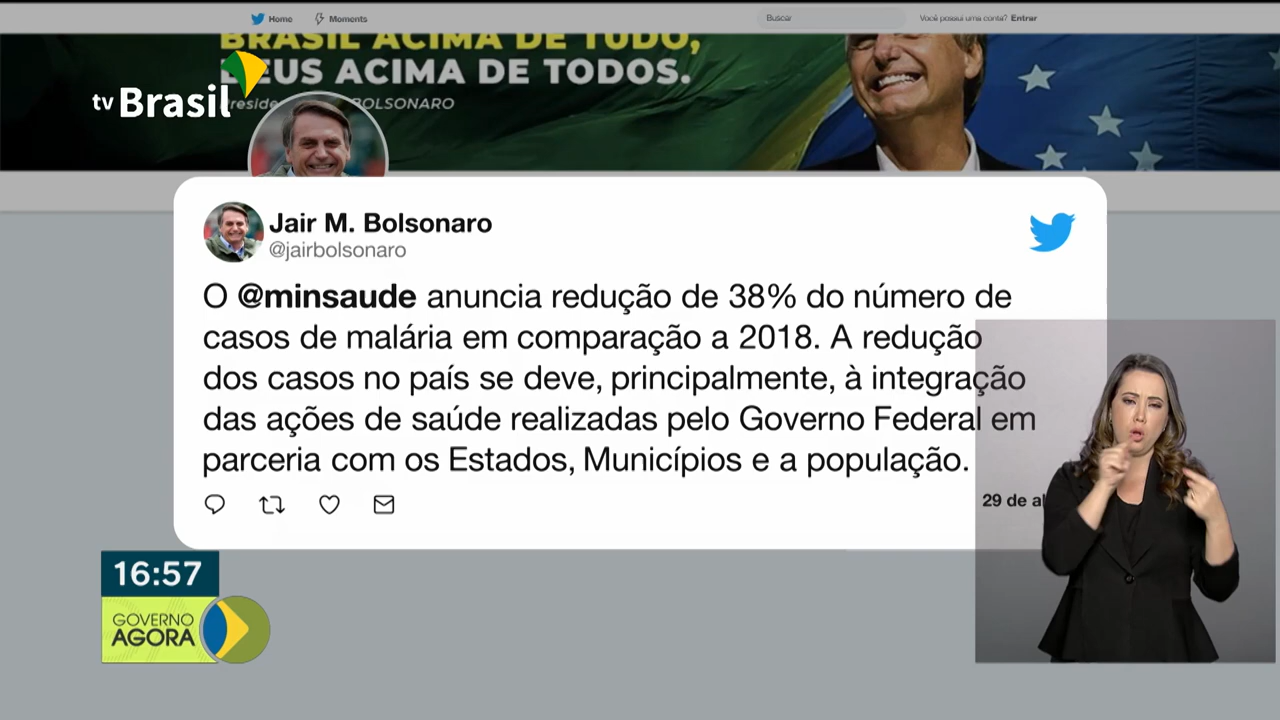 Home Moments Buscar Você possui uma conta? Entrar
BRASIL ACIMA DE TUDO,
DEUS ACIMA DE TODOS.
BOLSONARO
tv Brasil
Jair M. Bolsonaro
@jairbolsonaro
O @minsaude anuncia redução de 38% do número de
casos de malária em comparação a 2018. A redução
dos casos no país se deve, principalmente, à integração
das ações de saúde realizadas pelo Governo Federal em
parceria com os Estados, Municípios e a população.
29 de
16:57
GOVERNO
AGORA